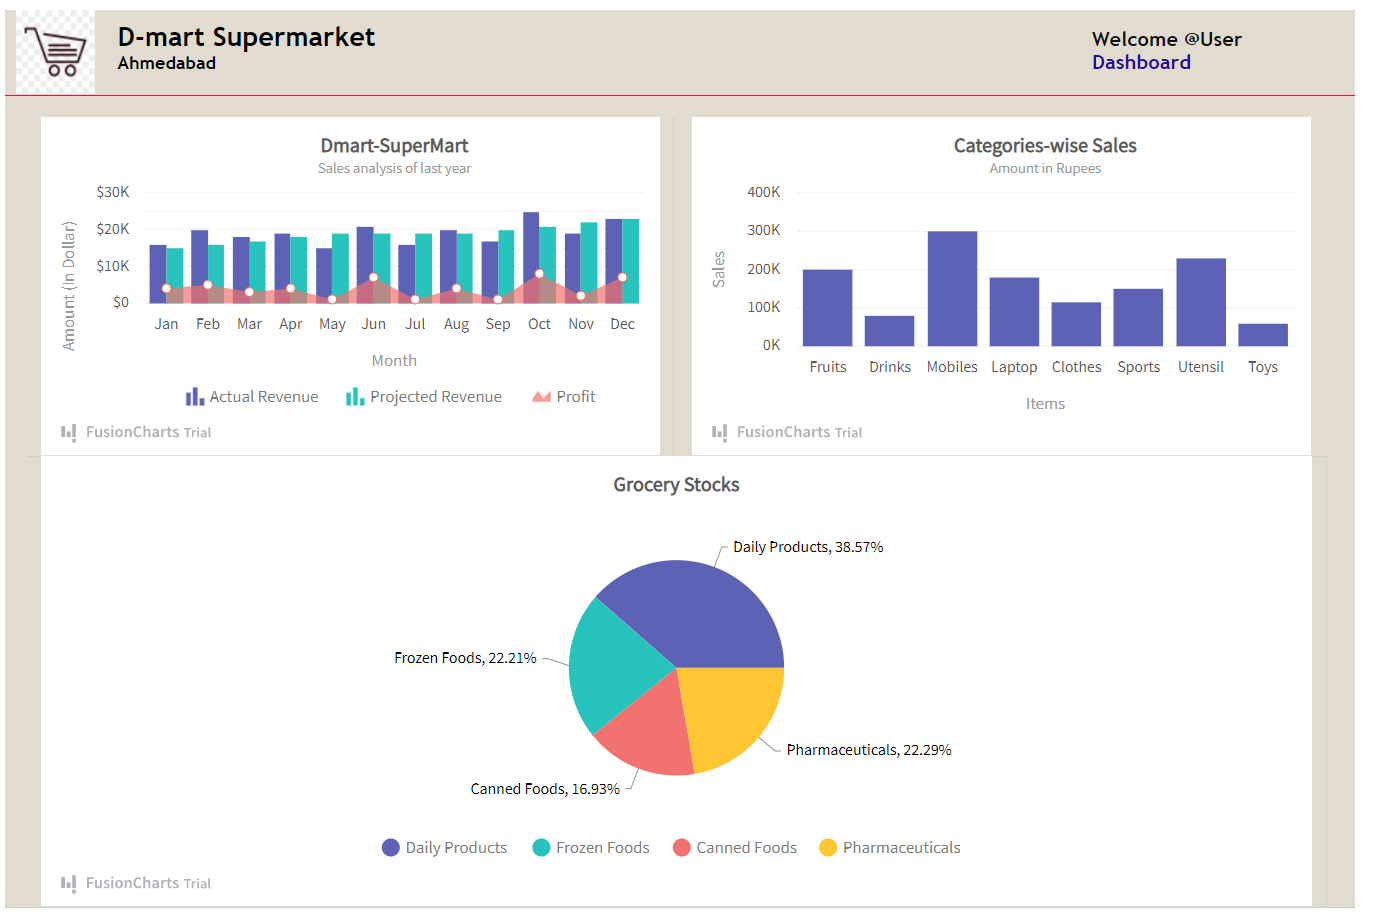 D-mart Supermarket
Ahmedabad
Welcome @User
Dashboard
Dmart-SuperMart
Sales analysis of last year
Amount (In Dollar)
$30K
$20K
$10K
$0
Jan Feb Mar Apr May Jun Jul Aug Sep Oct Nov Dec
Month
Actual Revenue Projected Revenue Profit
FusionCharts Trial
Categories-wise Sales
Amount in Rupees
Sales
400K
300K
200K
100K
0K
Fruits Drinks Mobiles Laptop Clothes Sports Utensil Toys
Items
FusionCharts Trial
Grocery Stocks
Daily Products, 38.57%
Frozen Foods, 22.21%
Pharmaceuticals, 22.29%
Canned Foods, 16.93%
Daily Products Frozen Foods Canned Foods Pharmaceuticals
FusionCharts Trial